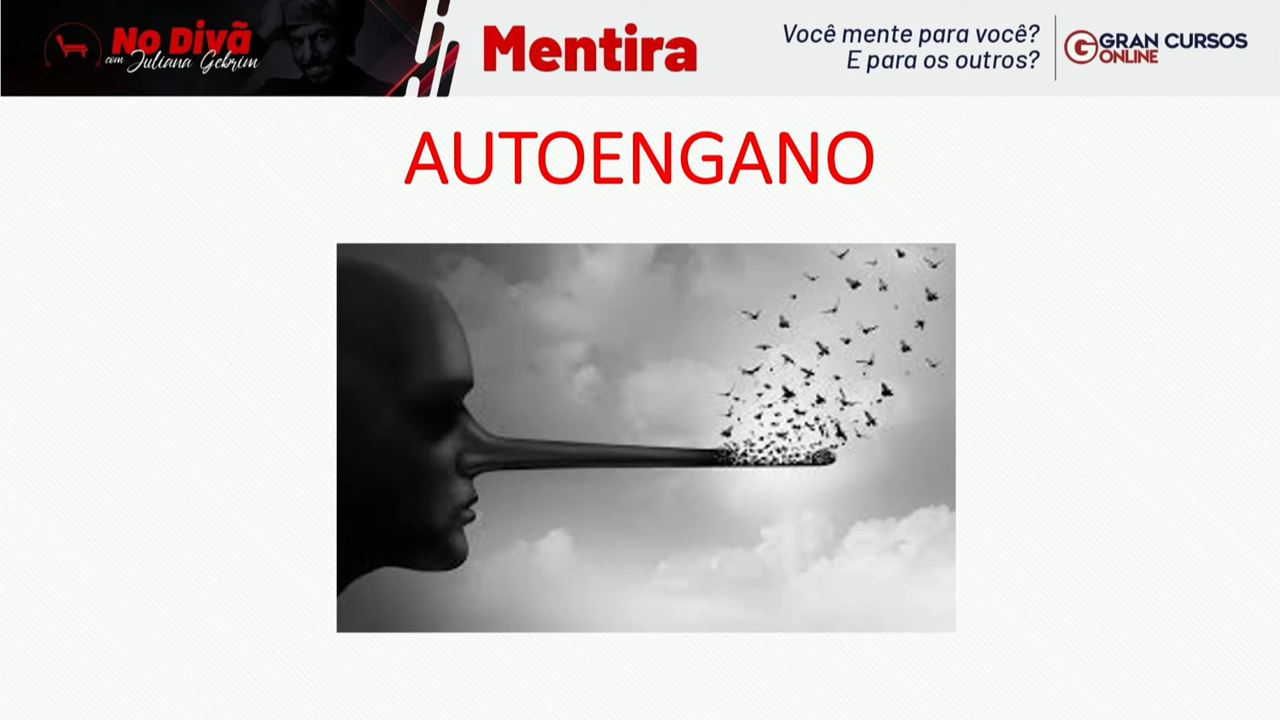 No Divã
com Juliana Gebrim
Mentira
Você mente para você?
E para os outros?
GRAN CURSOS
ONLINE
AUTOENGANO